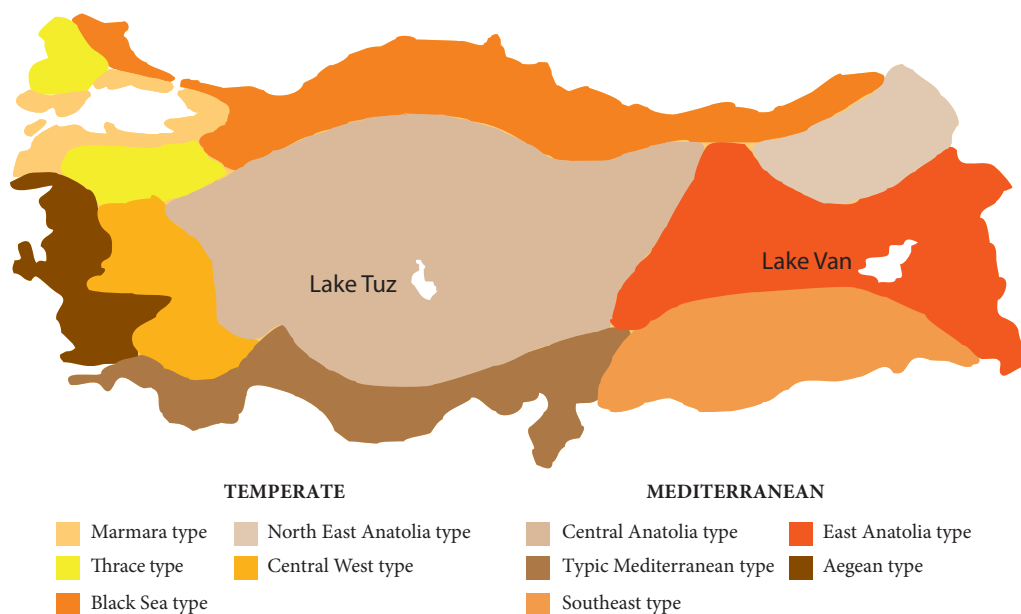 Lake Tuz
Lake Van
TEMPERATE
Marmara type
North East Anatolia type
Thrace type
Central West type
Black Sea type
MEDITERRANEAN
Central Anatolia type
East Anatolia type
Typic Mediterranean type
Aegean type
Southeast type